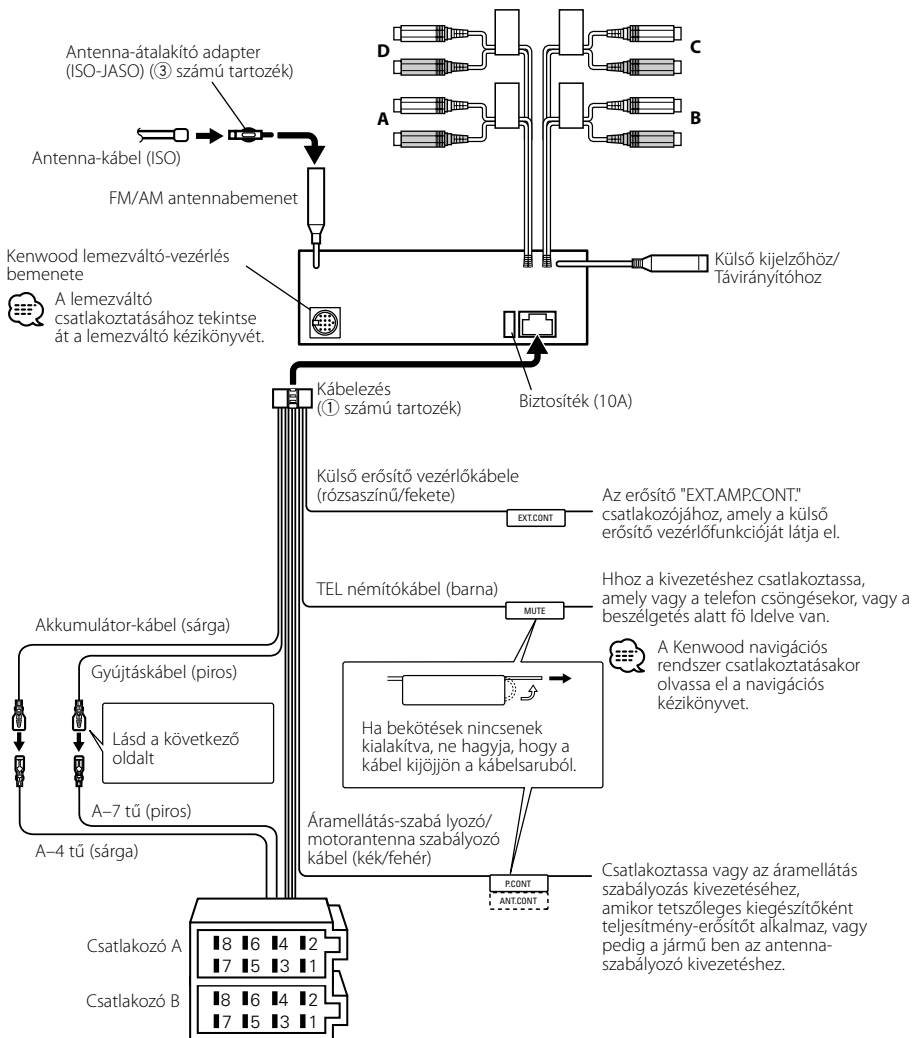 D
C
A
B
Antenna-átalakító adapter
(ISO-JASO) (③ számú tartozék)
Antenna-kábel (ISO)
FM/AM antennabemenet
Kenwood lemezváltó-vezérlés
bemenete
A lemezváltó
csatlakoztatásához tekintse
át a lemezváltó kézikönyvét.
Külső kijelzőhöz/
Távirányítóhoz
Kábelezés
(① számú tartozék)
Biztosíték (10A)
Külső erősítő vezérlőkábele
(rózsaszínű/fekete)
EXT.CONT
Az erősítő "EXT.AMP.CONT."
csatlakozójához, amely a külső
erősítő vezérlőfunkcióját látja el.
TEL némítókábel (barna)
MUTE
Hhoz a kivezetéshez csatlakoztassa,
amely vagy a telefon csöngésekor, vagy a
beszélgetés alatt fö ldelve van.
A Kenwood navigációs
rendszer csatlakoztatásakor
olvassa el a navigációs
kézikönyvet.
Akkumulátor-kábel (sárga)
Gyújtáskábel (piros)
Lásd a következő
oldalt
Ha bekötések nincsenek
kialakítva, ne hagyja, hogy a
kábel kijöjjön a kábelsaruból.
A–7 tű (piros)
A–4 tű (sárga)
Áramellátás-szabá lyozó/
motorantenna szabályozó
kábel (kék/fehér)
P.CONT
ANT.CONT
Csatlakoztassa vagy az áramellátás
szabályozás kivezetéséhez,
amikor tetszőleges kiegészítőként
teljesítmény-erősítőt alkalmaz, vagy
pedig a jármű ben az antenna-
szabályozó kivezetéshez.
Csatlakozó A
8 6 4 2
7 5 3 1
Csatlakozó B
8 6 4 2
7 5 3 1